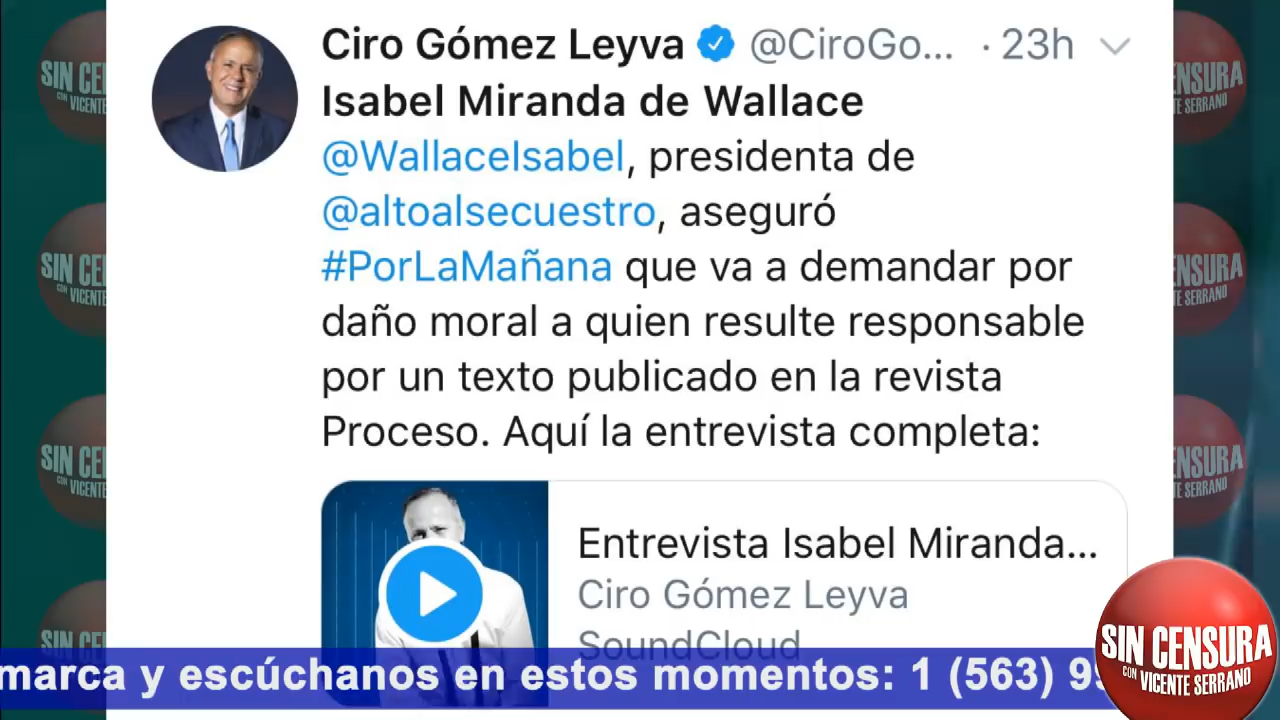 Ciro Gómez Leyva @CiroGo... · 23h
Isabel Miranda de Wallace
@WallaceIsabel, presidenta de
@altoalsecuestro, aseguró
#PorLaMañana que va a demandar por
daño moral a quien resulte responsable
por un texto publicado en la revista
Proceso. Aquí la entrevista completa:
Entrevista Isabel Miranda...
Ciro Gómez Leyva
SoundCloud
marca y escúchanos en estos momentos: 1 (563) 9
SIN CENSURA
CON VICENTE SERRANO